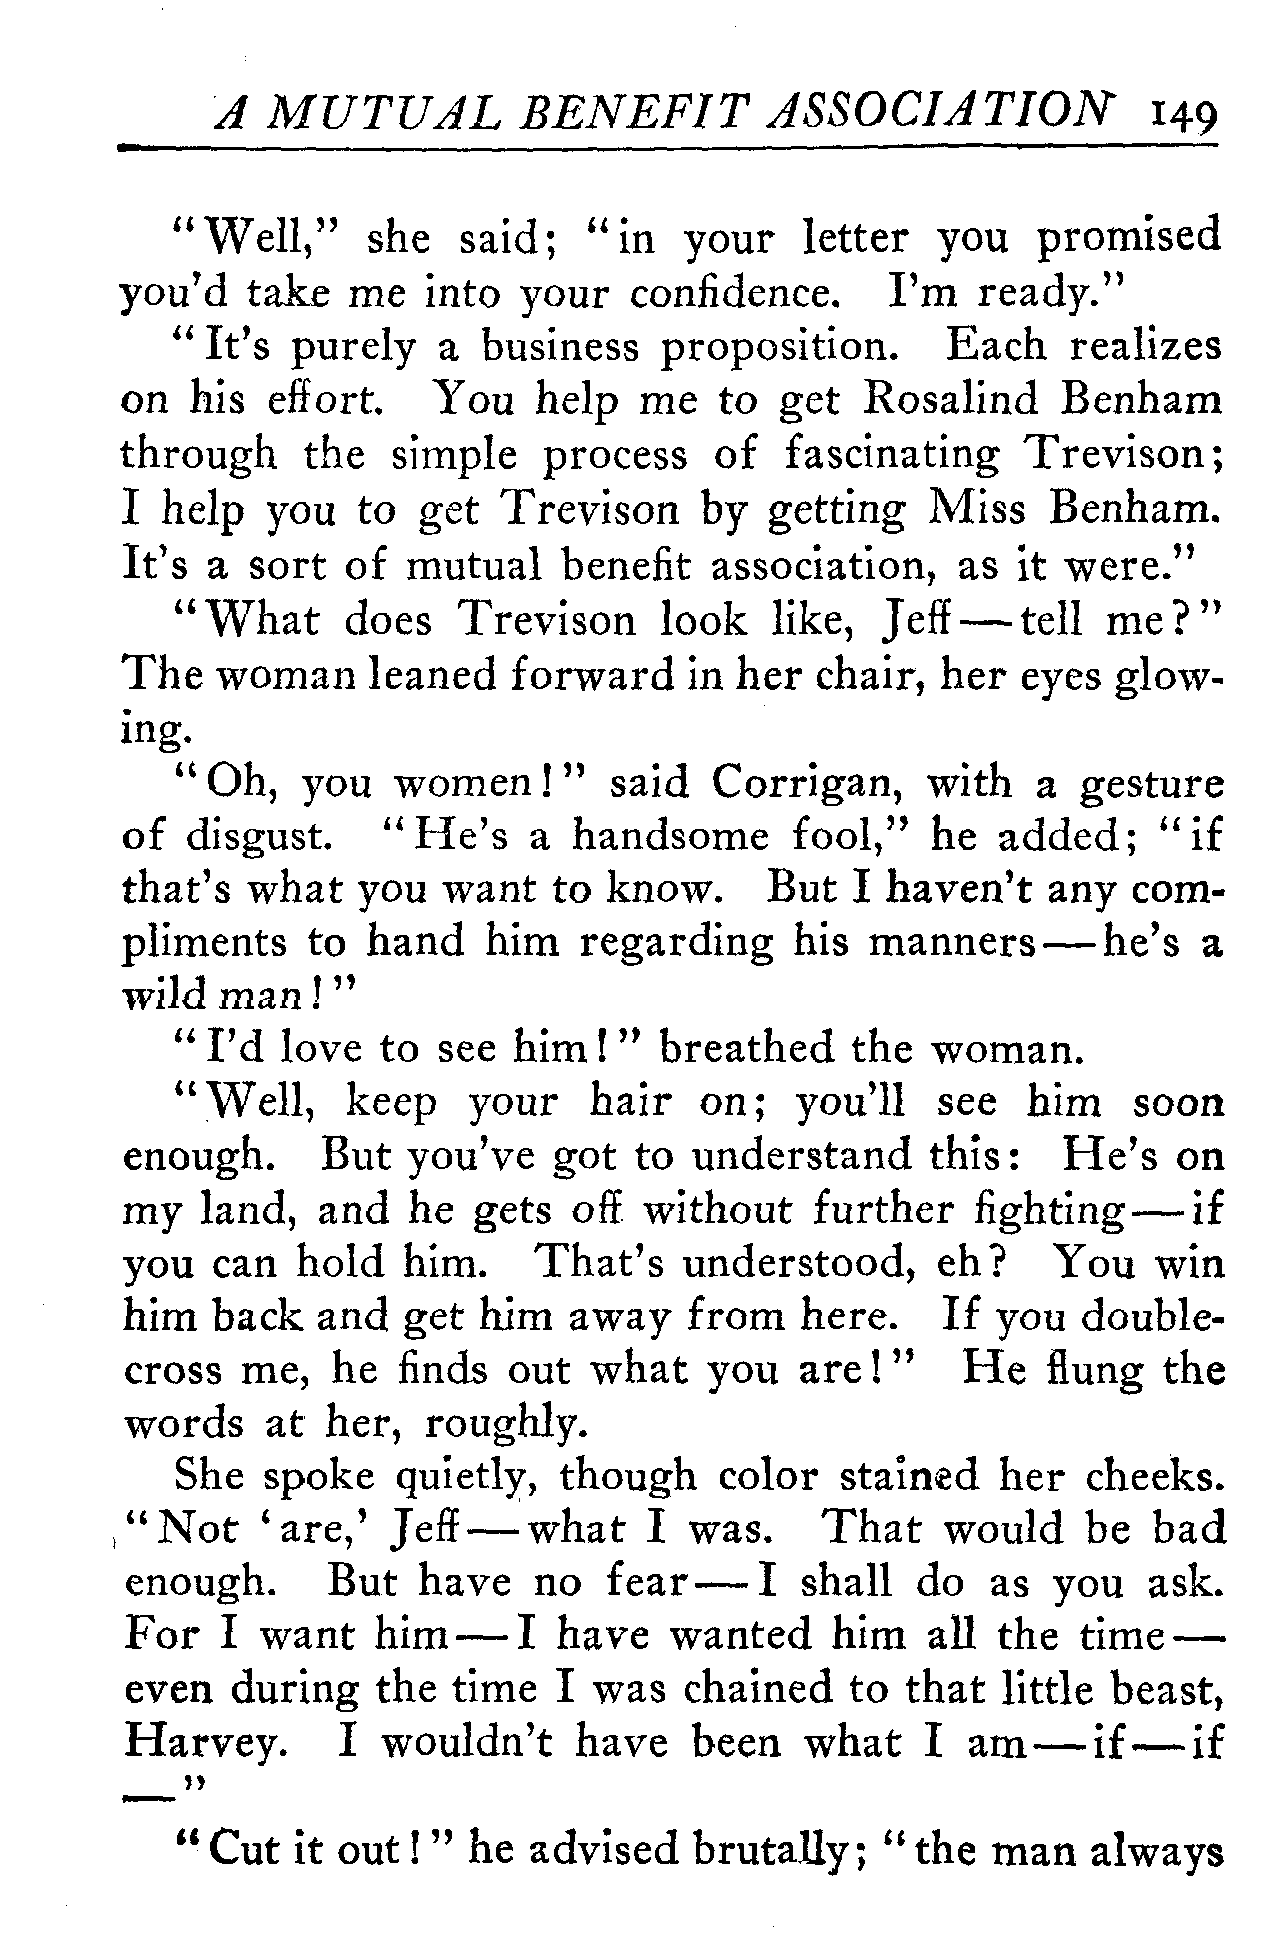 A MUTUAL BENEFIT ASSOCIATION 149
"Well," she said; "in your letter you promised
you'd take me into your confidence. I'm ready."
"It's purely a business proposition. Each realizes
on his effort. You help me to get Rosalind Benham
through the simple process of fascinating Trevison;
I help you to get Trevison by getting Miss Benham.
It's a sort of mutual benefit association, as it were."
"What does Trevison look like, Jeff—tell me?"
The woman leaned forward in her chair, her eyes glow-
ing.
"Oh, you women!" said Corrigan, with a gesture
of disgust. "He's a handsome fool," he added; "if
that's what you want to know. But I haven't any com-
pliments to hand him regarding his manners—he's a
wild man!"
"I'd love to see him!" breathed the woman.
"Well, keep your hair on; you'll see him soon
enough. But you've got to understand this: He's on
my land, and he gets off without further fighting—if
you can hold him. That's understood, eh? You win
him back and get him away from here. If you double-
cross me, he finds out what you are!" He flung the
words at her, roughly.
She spoke quietly, though color stained her cheeks.
"Not 'are,' Jeff—what I was. That would be bad
enough. But have no fear—I shall do as you ask.
For I want him—I have wanted him all the time—
even during the time I was chained to that little beast,
Harvey. I wouldn't have been what I am—if—if
—"
"Cut it out!" he advised brutally; "the man always